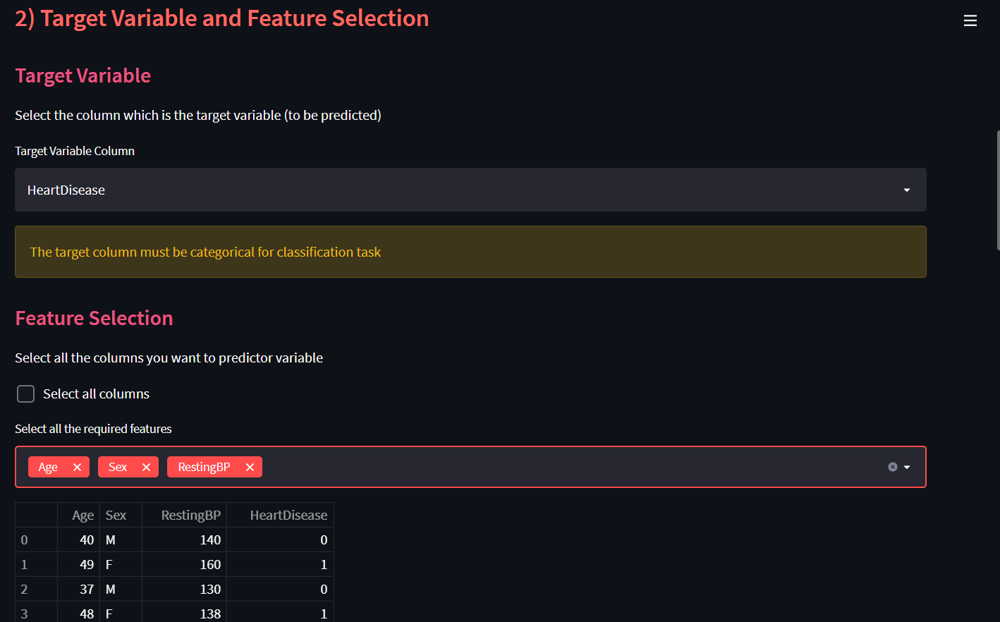 2) Target Variable and Feature Selection
Target Variable
Select the column which is the target variable (to be predicted)
Target Variable Column
HeartDisease
The target column must be categorical for classification task
Feature Selection
Select all the columns you want to predictor variable
Select all columns
Select all the required features
Age Sex RestingBP
Age Sex RestingBP HeartDisease
0 40 M 140 0
1 49 F 160 1
2 37 M 130 0
3 48 F 138 1